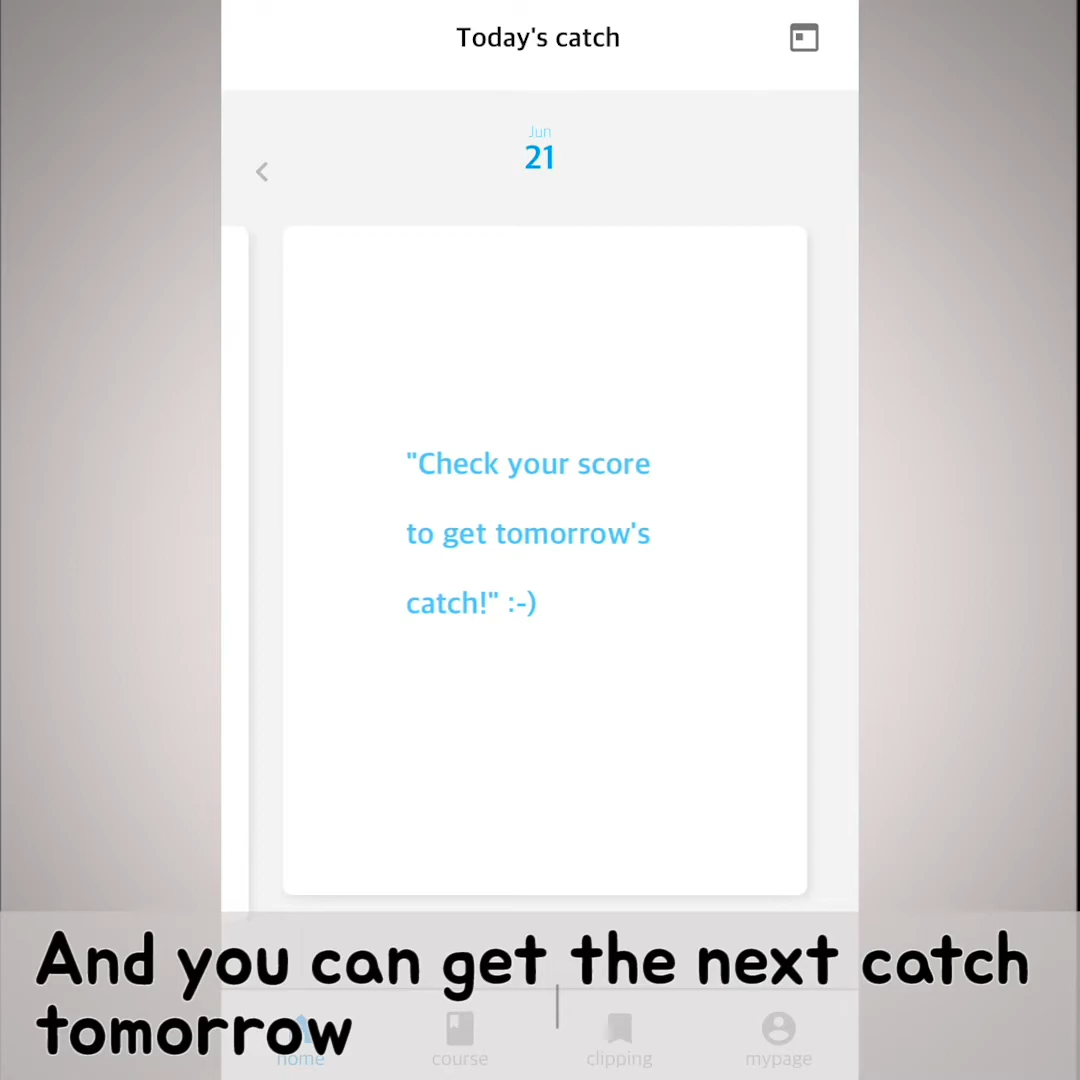 Today's catch
Jun
21
"Check your score
to get tomorrow's
catch!" :-)
And you can get the next catch
tomorrow
home
course
clipping
mypage